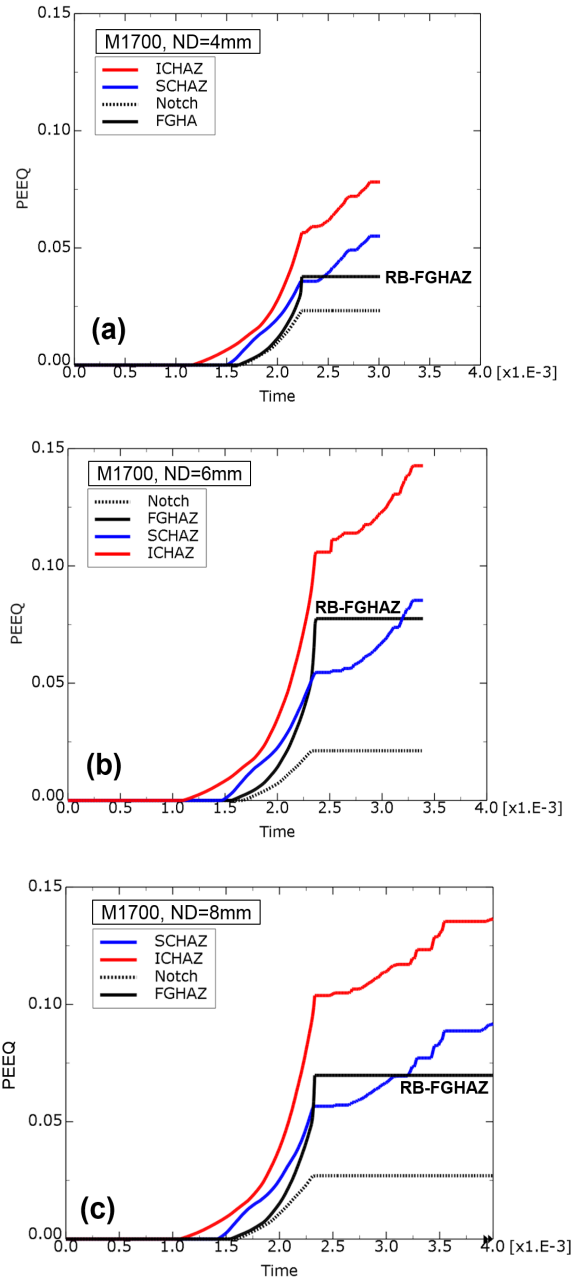 0.15
M1700, ND=4mm
ICHAZ
SCHAZ
Notch
FGHA
0.10
PEEQ
0.05
RB-FGHAZ
(a)
0.00
0.0 0.5 1.0 1.5 2.0 2.5 3.0 3.5 4.0 [x1.E-3]
Time
0.15
M1700, ND=6mm
Notch
FGHAZ
SCHAZ
ICHAZ
0.10
PEEQ
RB-FGHAZ
0.05
(b)
0.00
0.0 0.5 1.0 1.5 2.0 2.5 3.0 3.5 4.0 [x1.E-3]
Time
0.15
M1700, ND=8mm
SCHAZ
ICHAZ
Notch
FGHAZ
0.10
PEEQ
RB-FGHAZ
0.05
(c)
0.00
0.0 0.5 1.0 1.5 2.0 2.5 3.0 3.5 4.0 [x1.E-3]
Time